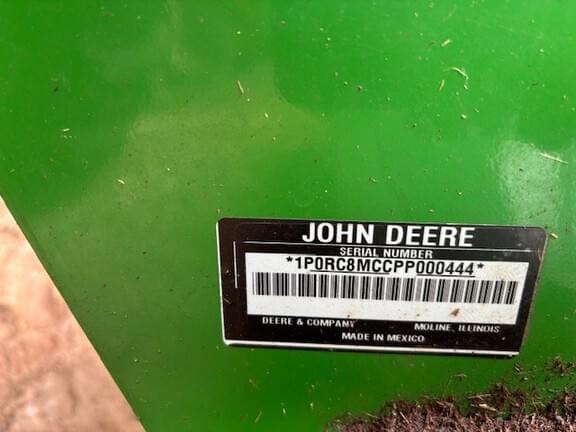 JOHN DEERE
SERIAL NUMBER
*1P0RC8MCCPP000444*
DEERE & COMPANY MOLINE, ILLINOIS
MADE IN MEXICO